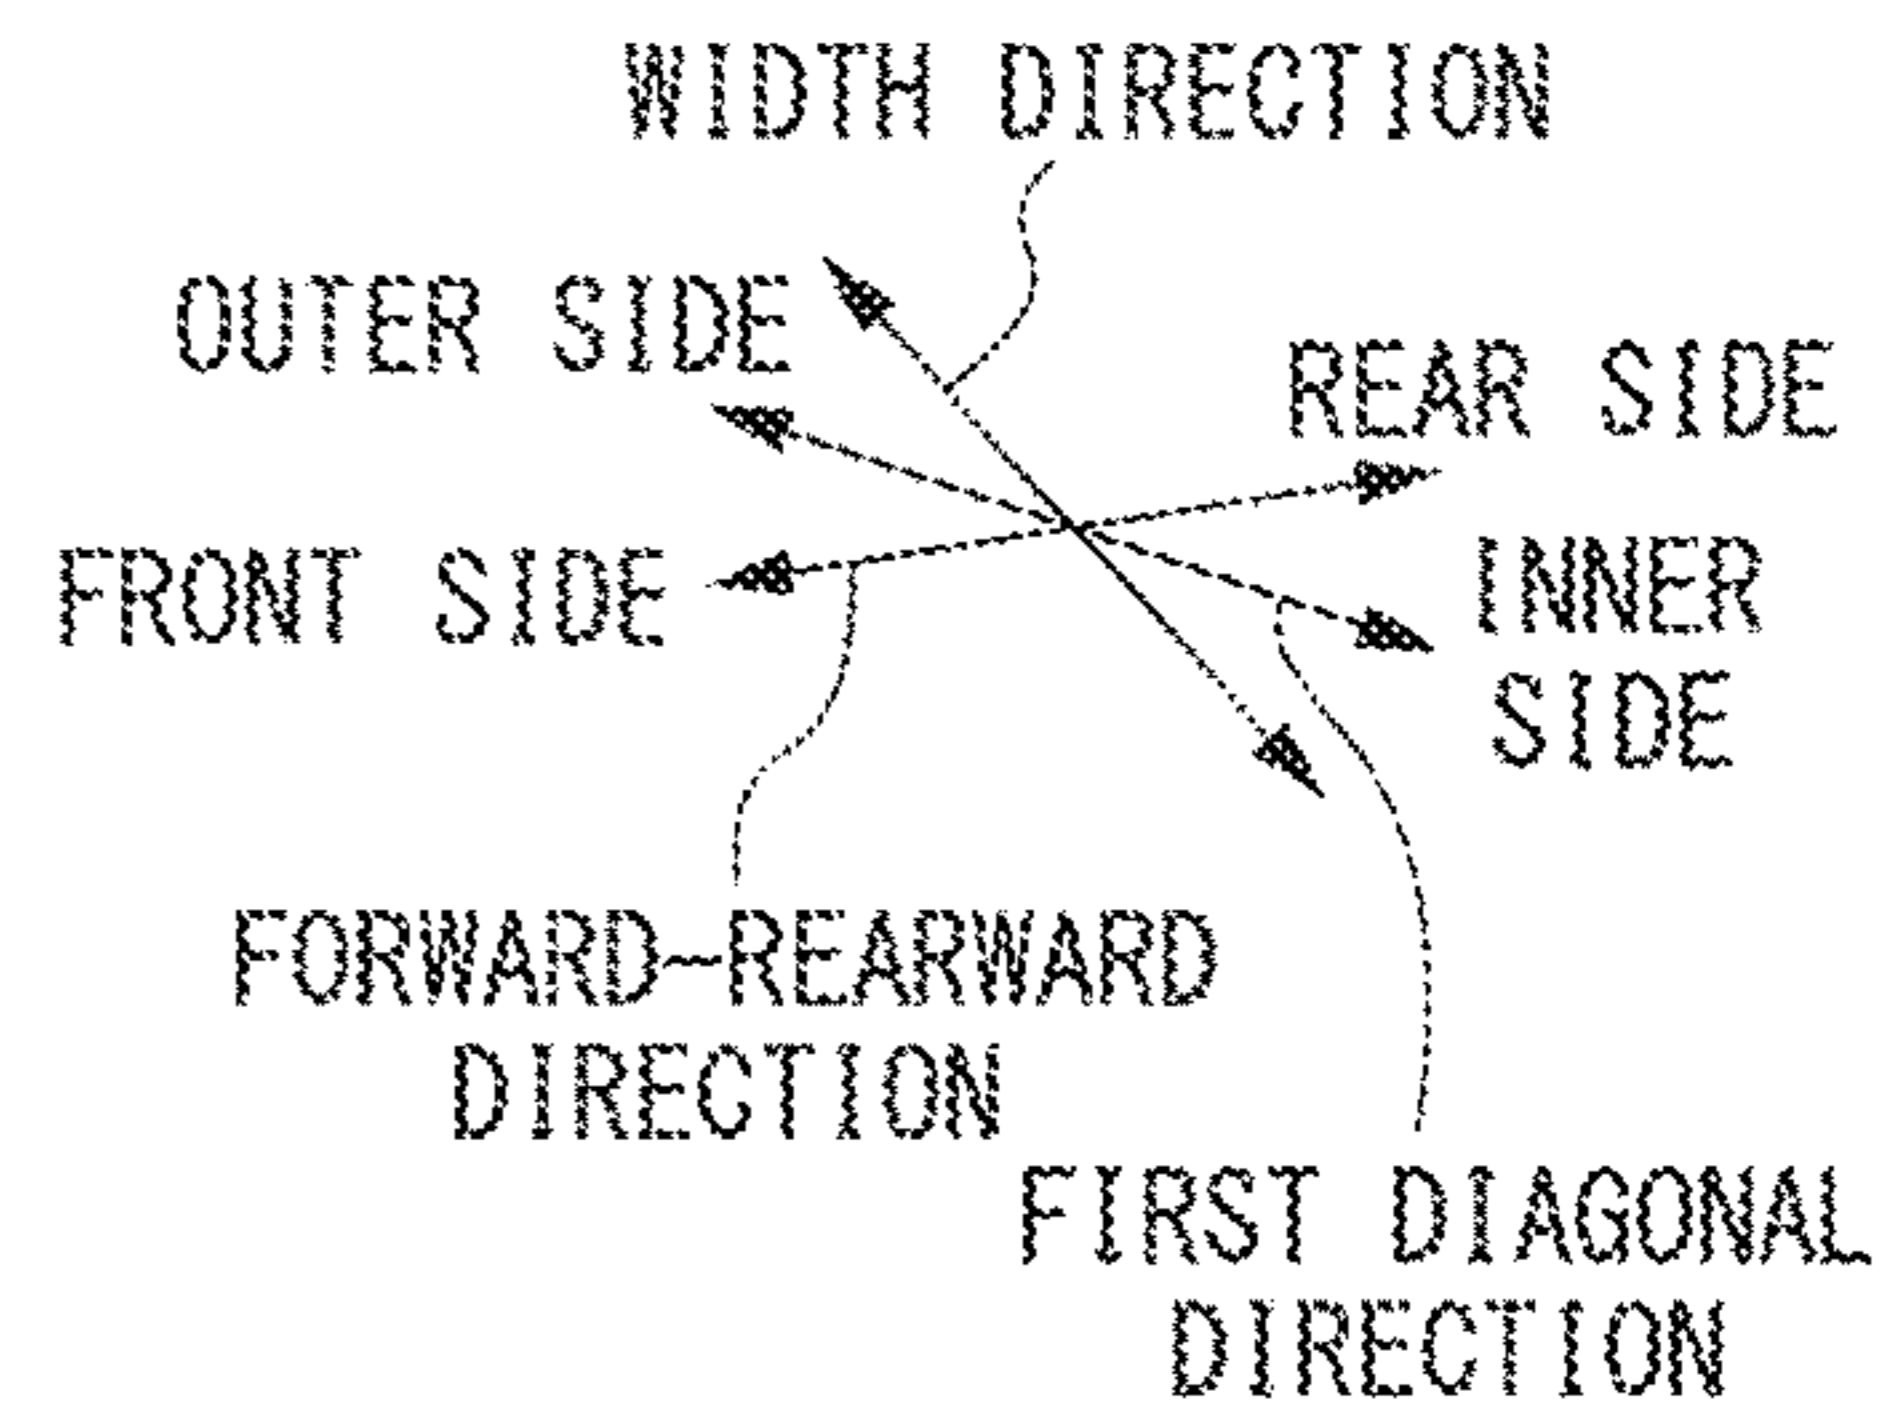 WIDTH DIRECTION
OUTER SIDE
REAR SIDE
FRONT SIDE
INNER
SIDE
FORWARD-REARWARD
DIRECTION
FIRST DIAGONAL
DIRECTION